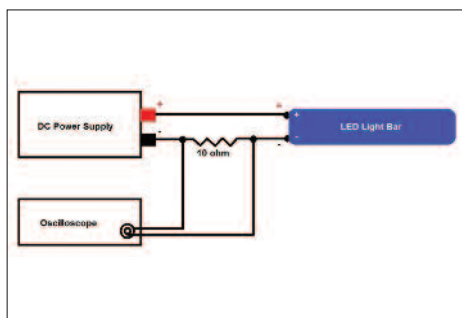 + +
DC Power Supply + LED Light Bar
- - -
10 ohm
Oscilloscope